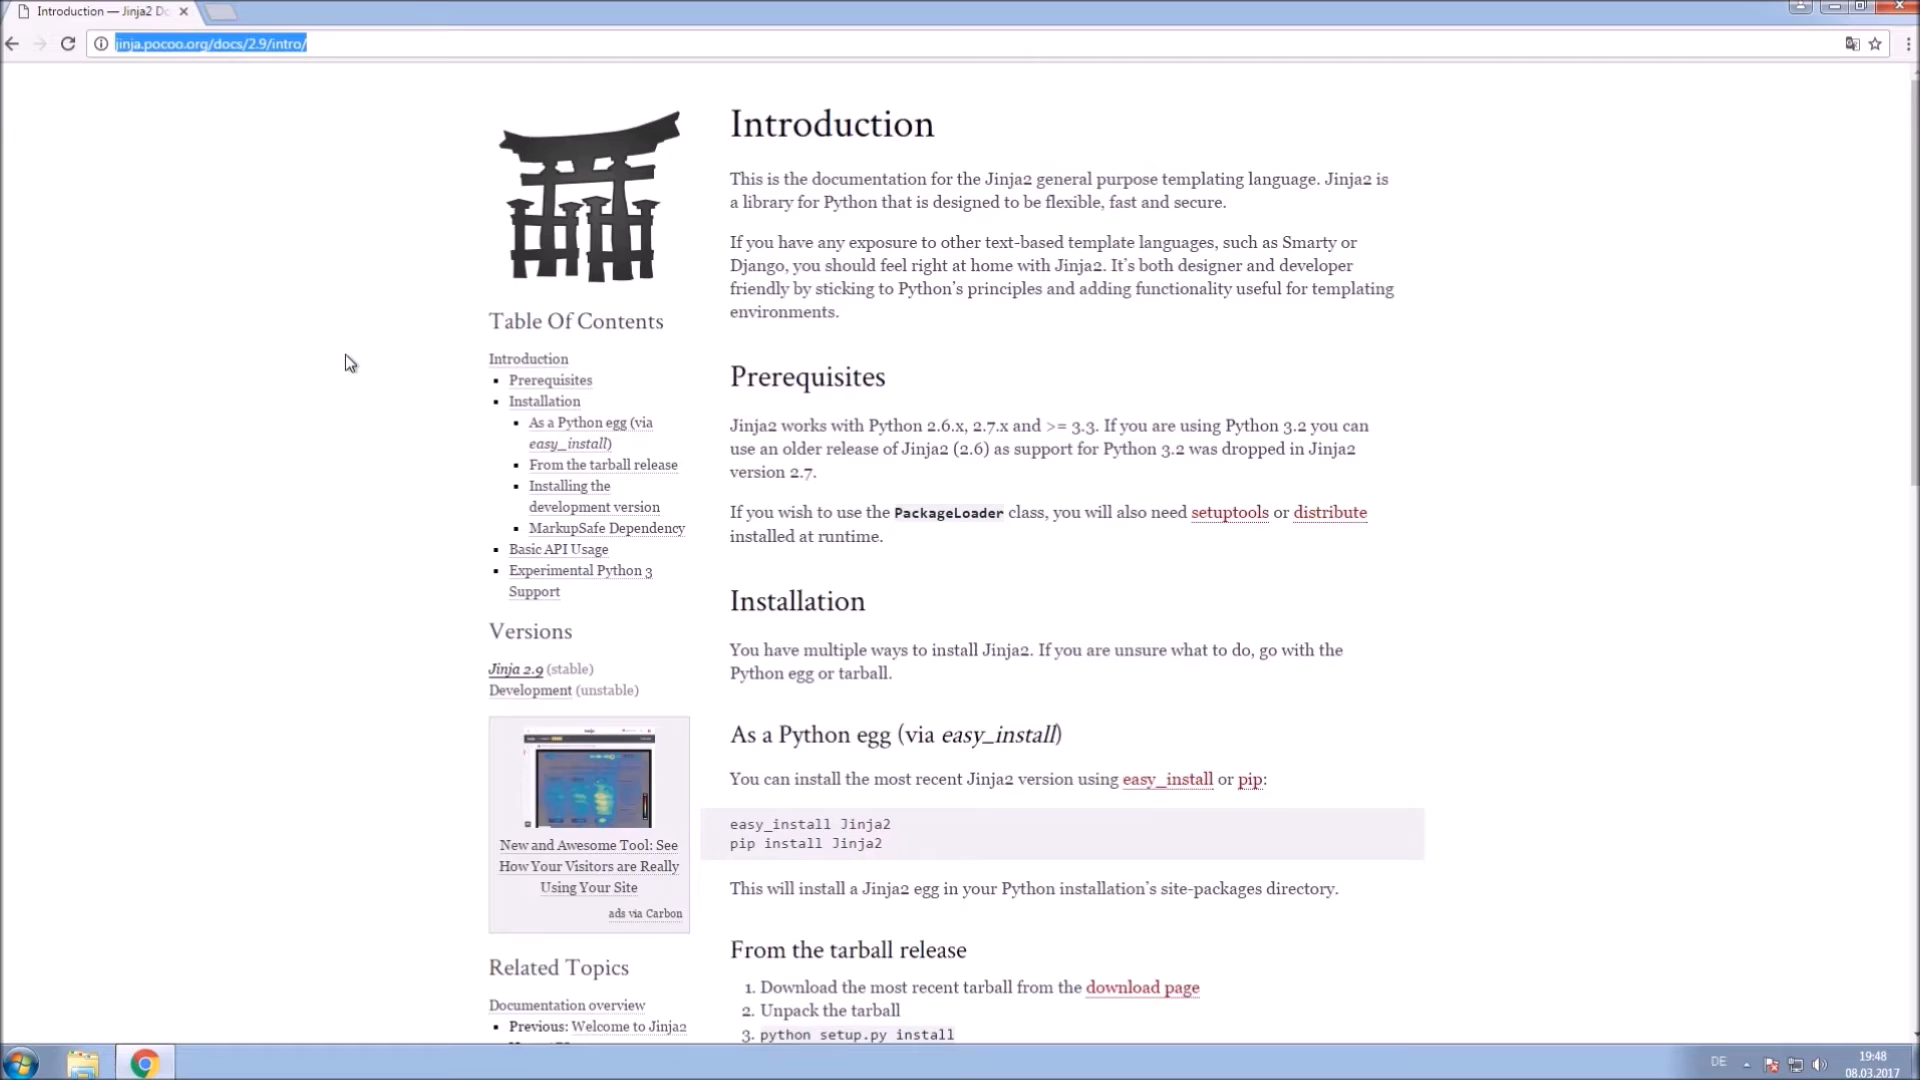 Introduction — Jinja2 Do
jinja.pocoo.org/docs/2.9/intro/
Table Of Contents
Introduction
Prerequisites
Installation
As a Python egg (via
easy_install)
From the tarball release
Installing the
development version
MarkupSafe Dependency
Basic API Usage
Experimental Python 3
Support
Versions
Jinja 2.9 (stable)
Development (unstable)
New and Awesome Tool: See
How Your Visitors are Really
Using Your Site
ads via Carbon
Related Topics
Documentation overview
Previous: Welcome to Jinja2
Introduction
This is the documentation for the Jinja2 general purpose templating language. Jinja2 is
a library for Python that is designed to be flexible, fast and secure.
If you have any exposure to other text-based template languages, such as Smarty or
Django, you should feel right at home with Jinja2. It’s both designer and developer
friendly by sticking to Python’s principles and adding functionality useful for templating
environments.
Prerequisites
Jinja2 works with Python 2.6.x, 2.7.x and >= 3.3. If you are using Python 3.2 you can
use an older release of Jinja2 (2.6) as support for Python 3.2 was dropped in Jinja2
version 2.7.
If you wish to use the PackageLoader class, you will also need setuptools or distribute
installed at runtime.
Installation
You have multiple ways to install Jinja2. If you are unsure what to do, go with the
Python egg or tarball.
As a Python egg (via easy_install)
You can install the most recent Jinja2 version using easy_install or pip:
easy_install Jinja2
pip install Jinja2
This will install a Jinja2 egg in your Python installation’s site-packages directory.
From the tarball release
1. Download the most recent tarball from the download page
2. Unpack the tarball
3. python setup.py install
DE
19:48
08.03.2017